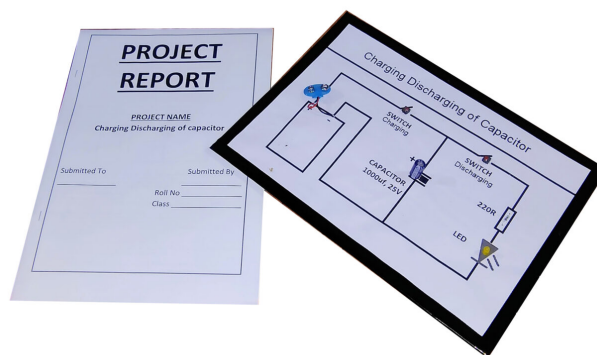 PROJECT
REPORT
PROJECT NAME
Charging Discharging of capacitor
Submitted To
Submitted By
Roll No
Class
Charging Discharging of Capacitor
SWITCH
Charging
SWITCH
Discharging
CAPACITOR
1000uf, 25V
220R
LED